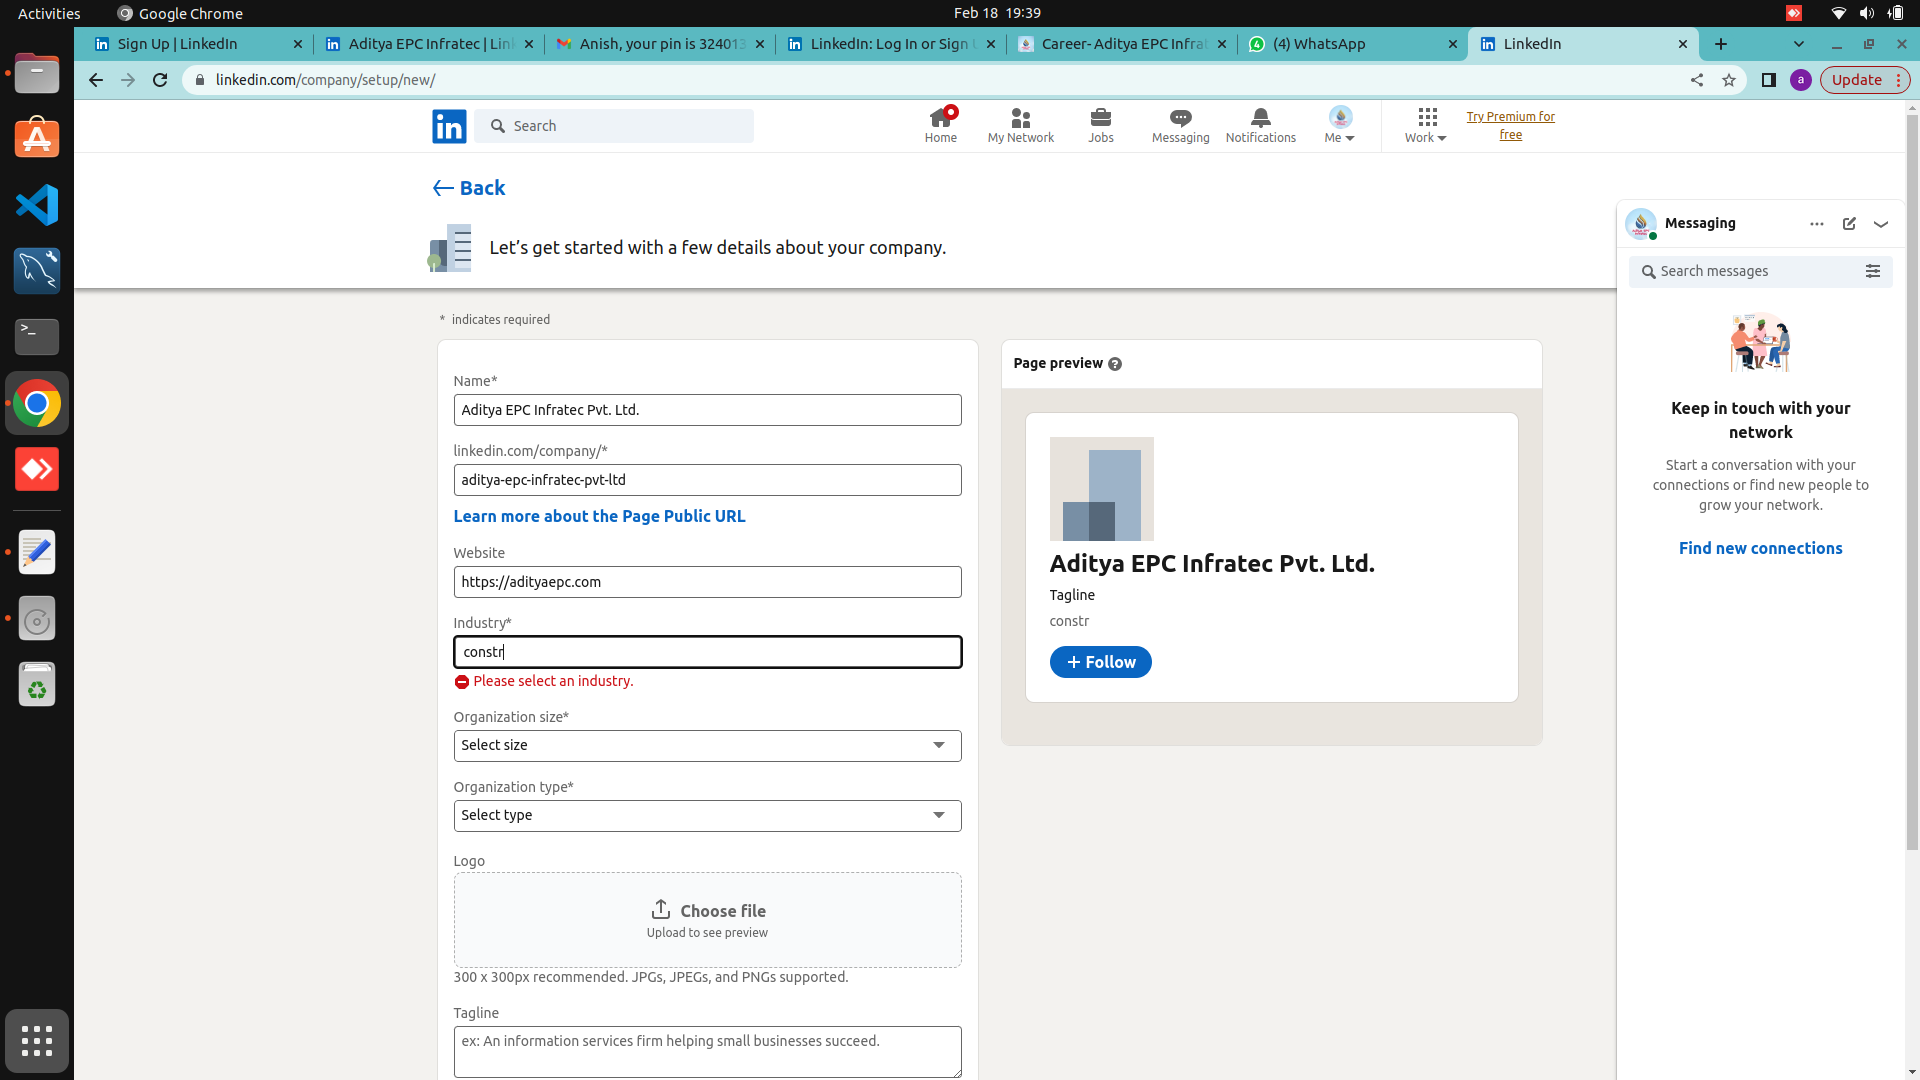 Activities
Google Chrome
Feb 18 19:39
Sign Up | LinkedIn
Aditya EPC Infratec | Lin
Anish, your pin is 324013
LinkedIn: Log In or Sign U
Career- Aditya EPC Infrat
(4) WhatsApp
LinkedIn
linkedin.com/company/setup/new/
a
Update
in
Search
Home
My Network
Jobs
Messaging
Notifications
Me
Work
Try Premium for
free
Back
Let’s get started with a few details about your company.
* indicates required
Name*
Aditya EPC Infratec Pvt. Ltd.
linkedin.com/company/*
aditya-epc-infratec-pvt-ltd
Learn more about the Page Public URL
Website
https://adityaepc.com
Industry*
constr
Please select an industry.
Organization size*
Select size
Organization type*
Select type
Logo
Choose file
Upload to see preview
300 x 300px recommended. JPGs, JPEGs, and PNGs supported.
Tagline
ex: An information services firm helping small businesses succeed.
Page preview ?
Aditya EPC Infratec Pvt. Ltd.
Tagline
constr
+ Follow
Messaging
Search messages
Keep in touch with your
network
Start a conversation with your
connections or find new people to
grow your network.
Find new connections